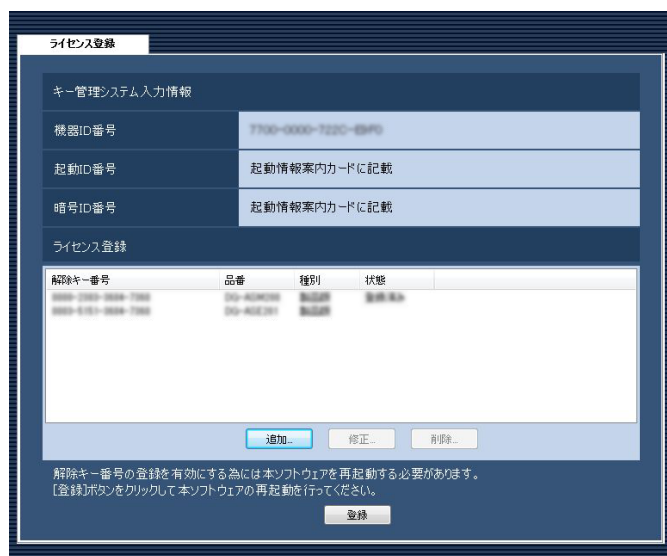 ライセンス登録
キー管理システム入力情報
機器ID番号
起動ID番号 起動情報案内カードに記載
暗号ID番号 起動情報案内カードに記載
ライセンス登録
解除キー番号 品番 種別 状態
追加... 修正... 削除...
解除キー番号の登録を有効にする為には本ソフトウェアを再起動する必要があります。
[登録]ボタンをクリックして本ソフトウェアの再起動を行ってください。
登録